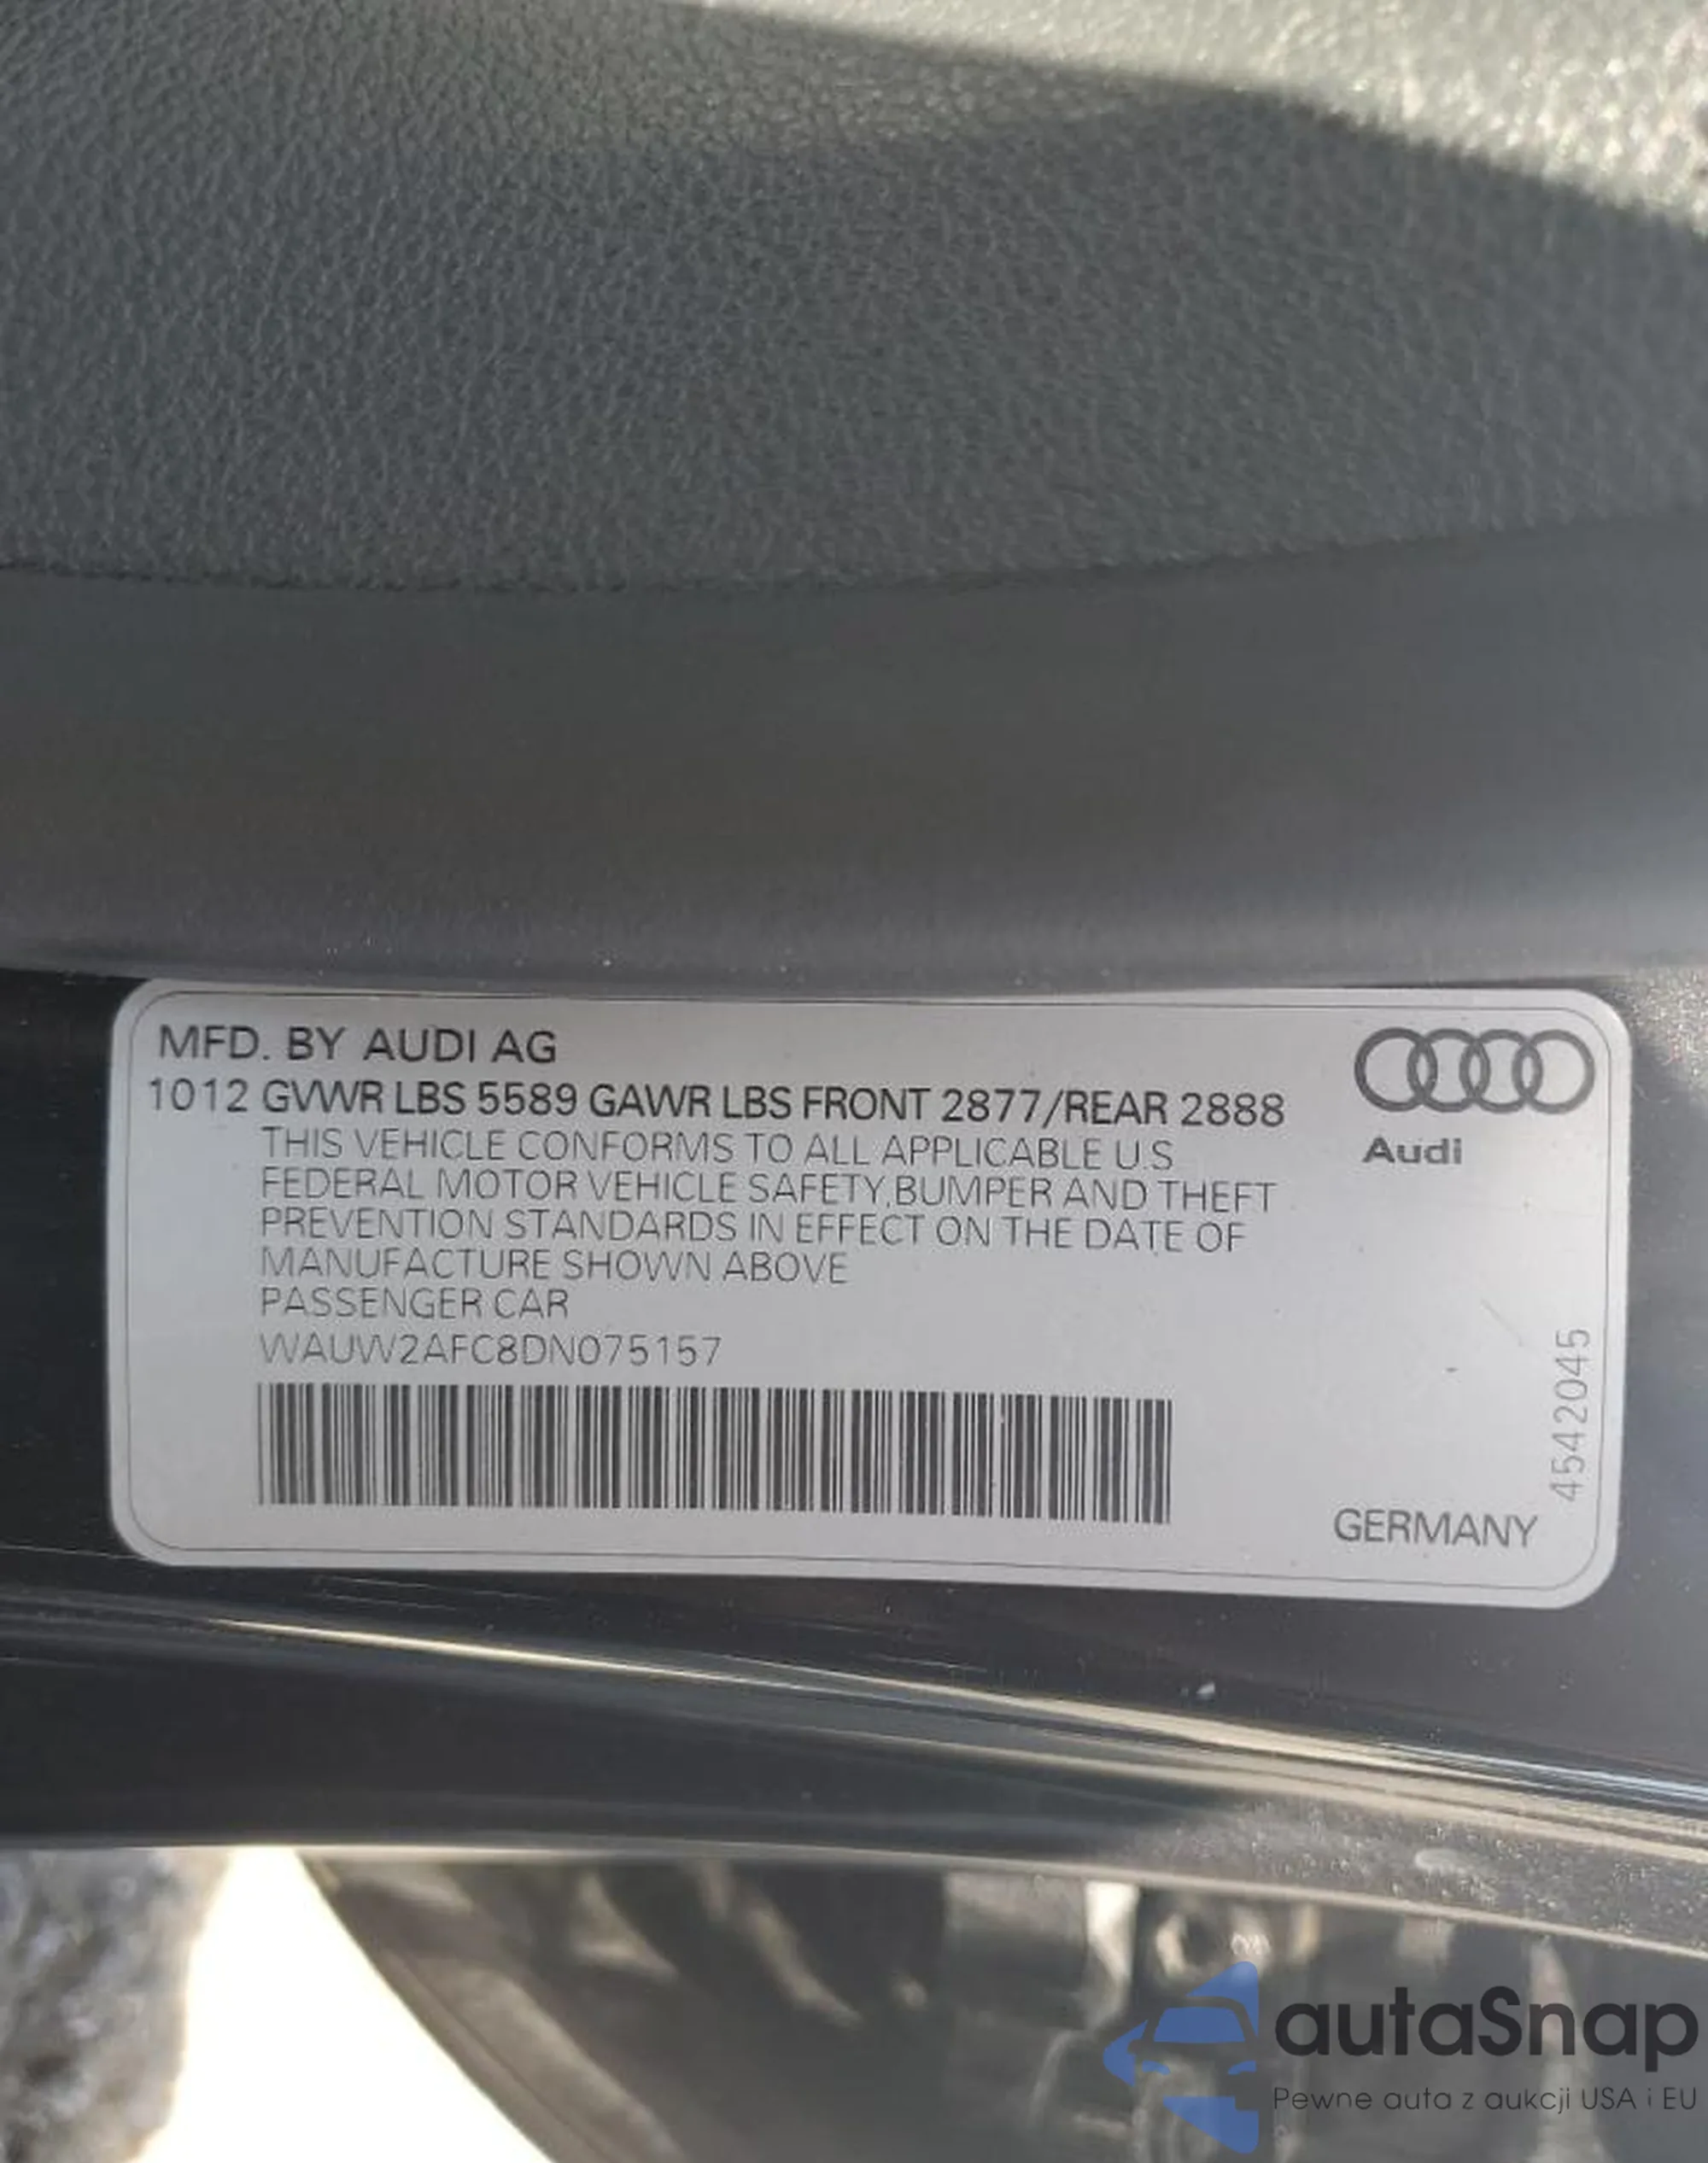 MFD. BY AUDI AG
1012 GVWR LBS 5589 GAWR LBS FRONT 2877/REAR 2888
THIS VEHICLE CONFORMS TO ALL APPLICABLE U.S
FEDERAL MOTOR VEHICLE SAFETY,BUMPER AND THEFT
PREVENTION STANDARDS IN EFFECT ON THE DATE OF
MANUFACTURE SHOWN ABOVE
PASSENGER CAR
WAUW2AFC8DN075157
Audi
4542045
GERMANY
autaSnap
Pewne auta z aukcji USA i EU